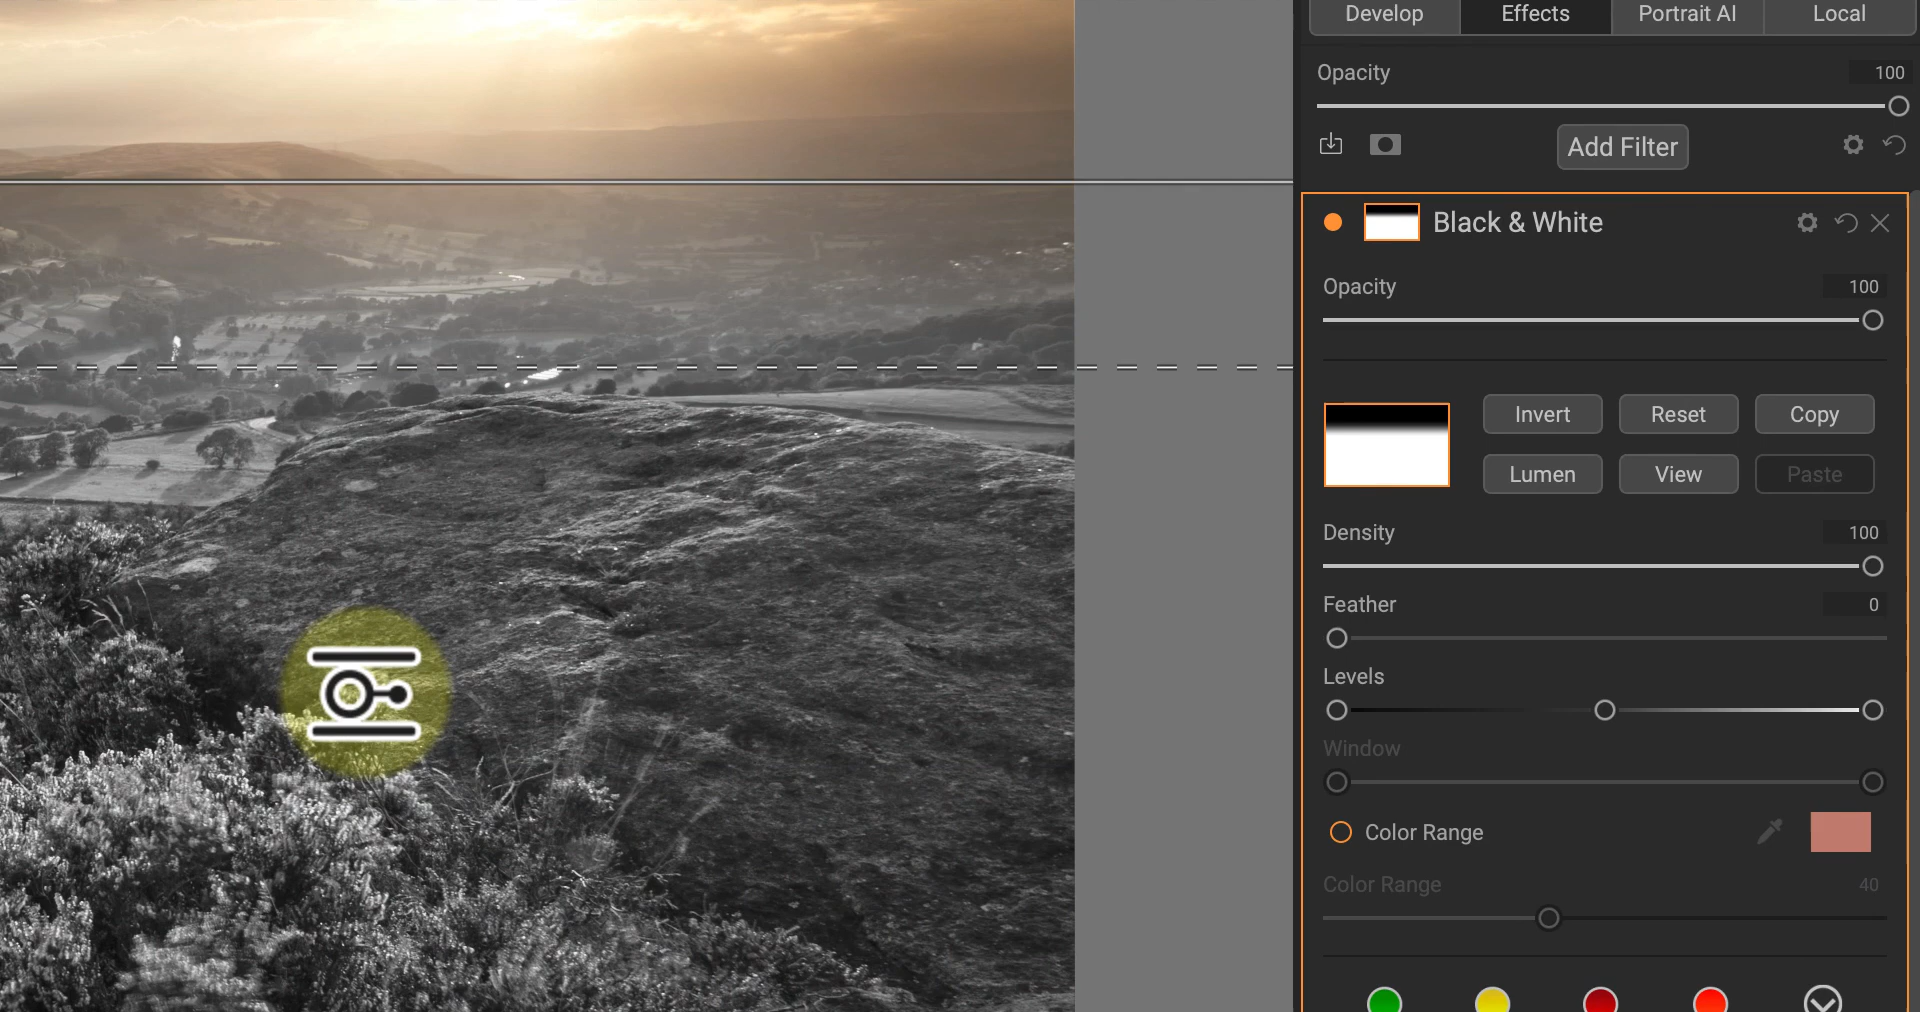 Develop Effects Portrait AI Local
Opacity 100
Add Filter
Black & White
Opacity 100
Invert Reset Copy
Lumen View Paste
Density 100
Feather 0
Levels
Window
Color Range
Color Range 40